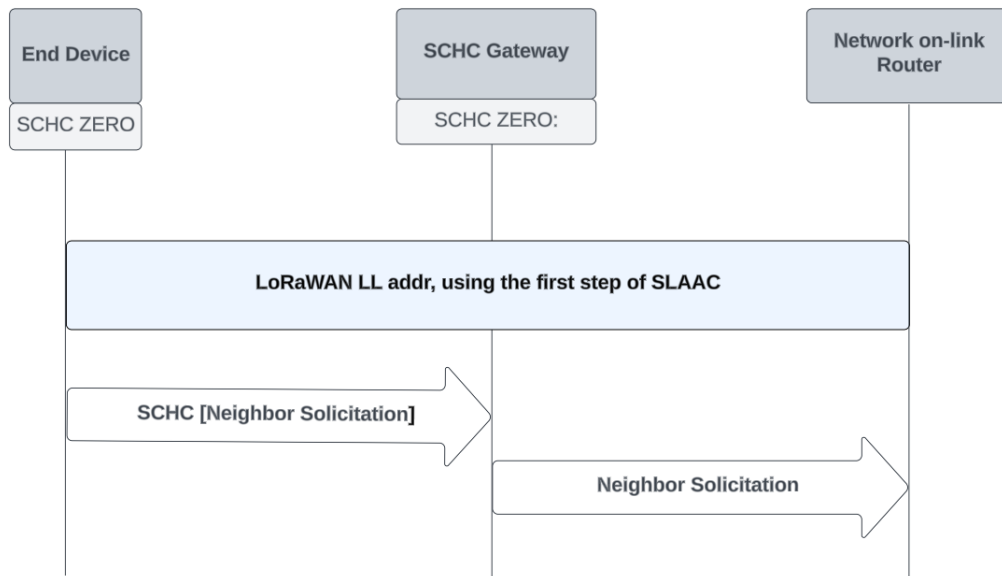 End Device
SCHC Gateway
Network on-link
Router
SCHC ZERO
SCHC ZERO:
LoRaWAN LL addr, using the first step of SLAAC
SCHC [Neighbor Solicitation]
Neighbor Solicitation